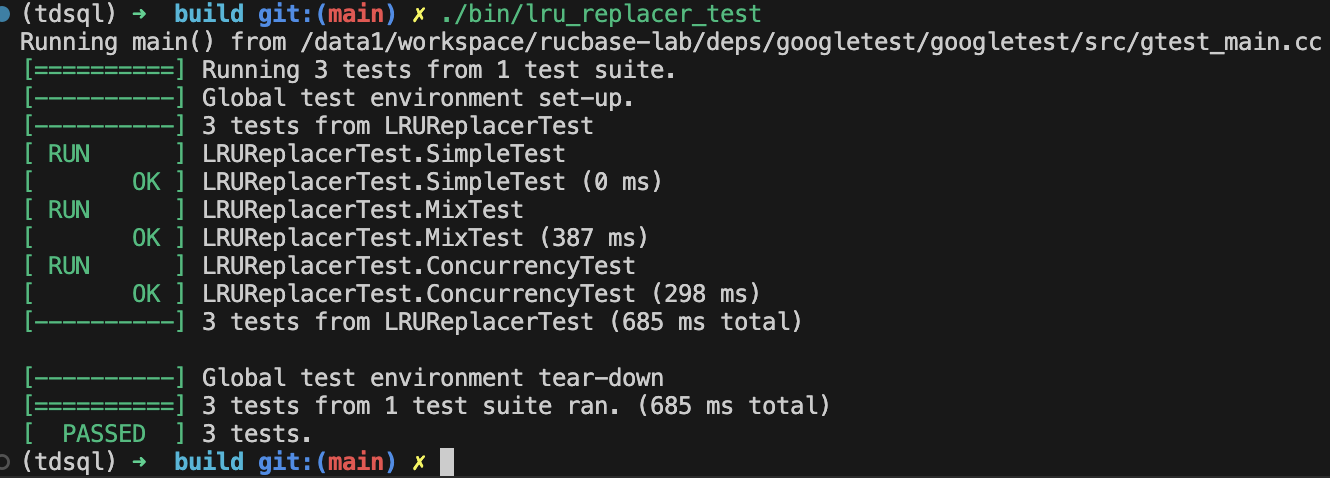 (tdsql) ➜  build git:(main) ✗ ./bin/lru_replacer_test
Running main() from /data1/workspace/rucbase-lab/deps/googletest/googletest/src/gtest_main.cc
[==========] Running 3 tests from 1 test suite.
[----------] Global test environment set-up.
[----------] 3 tests from LRUReplacerTest
[ RUN      ] LRUReplacerTest.SimpleTest
[       OK ] LRUReplacerTest.SimpleTest (0 ms)
[ RUN      ] LRUReplacerTest.MixTest
[       OK ] LRUReplacerTest.MixTest (387 ms)
[ RUN      ] LRUReplacerTest.ConcurrencyTest
[       OK ] LRUReplacerTest.ConcurrencyTest (298 ms)
[----------] 3 tests from LRUReplacerTest (685 ms total)

[----------] Global test environment tear-down
[==========] 3 tests from 1 test suite ran. (685 ms total)
[  PASSED  ] 3 tests.
(tdsql) ➜  build git:(main) ✗